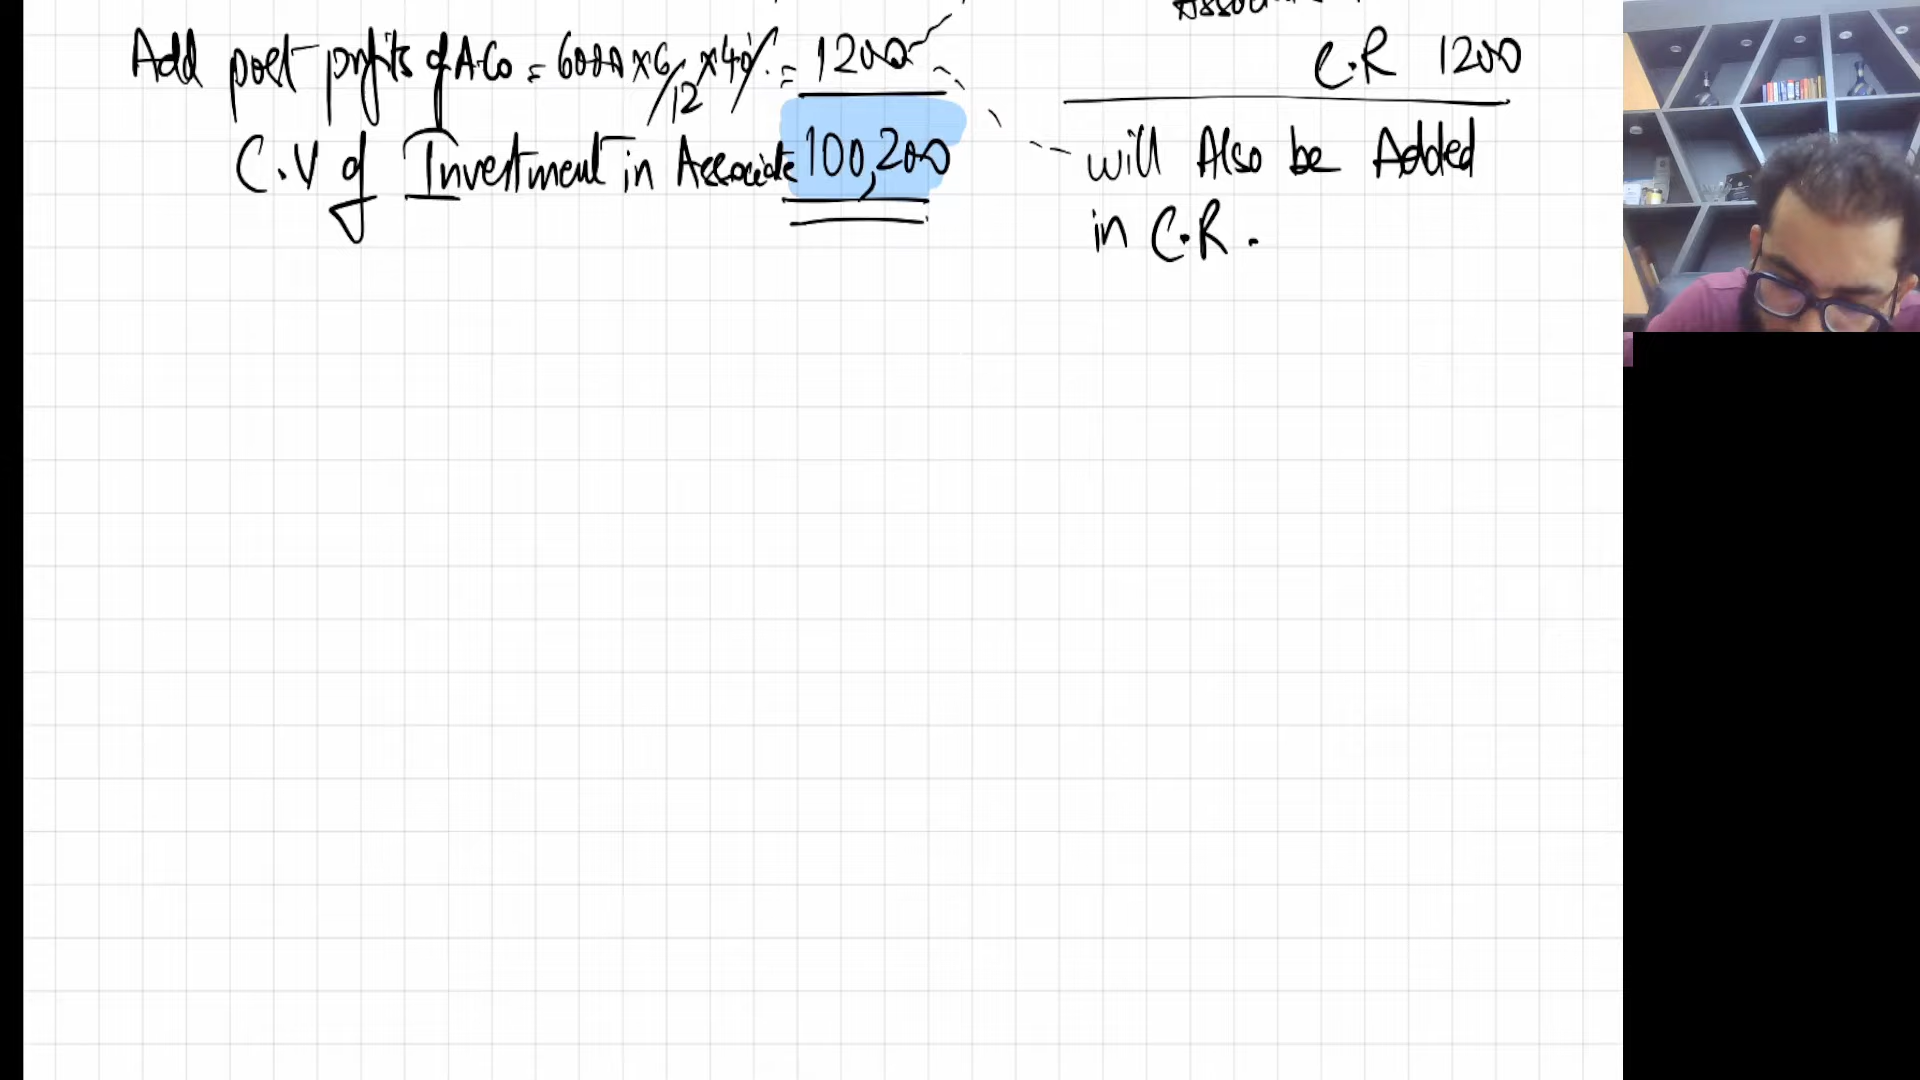 Add post profits of A.Co = 6000 x 6/12 x 40% = 1200
C.R 1200
C.V of Investment in Associate 100,200
will Also be Added
in C.R.